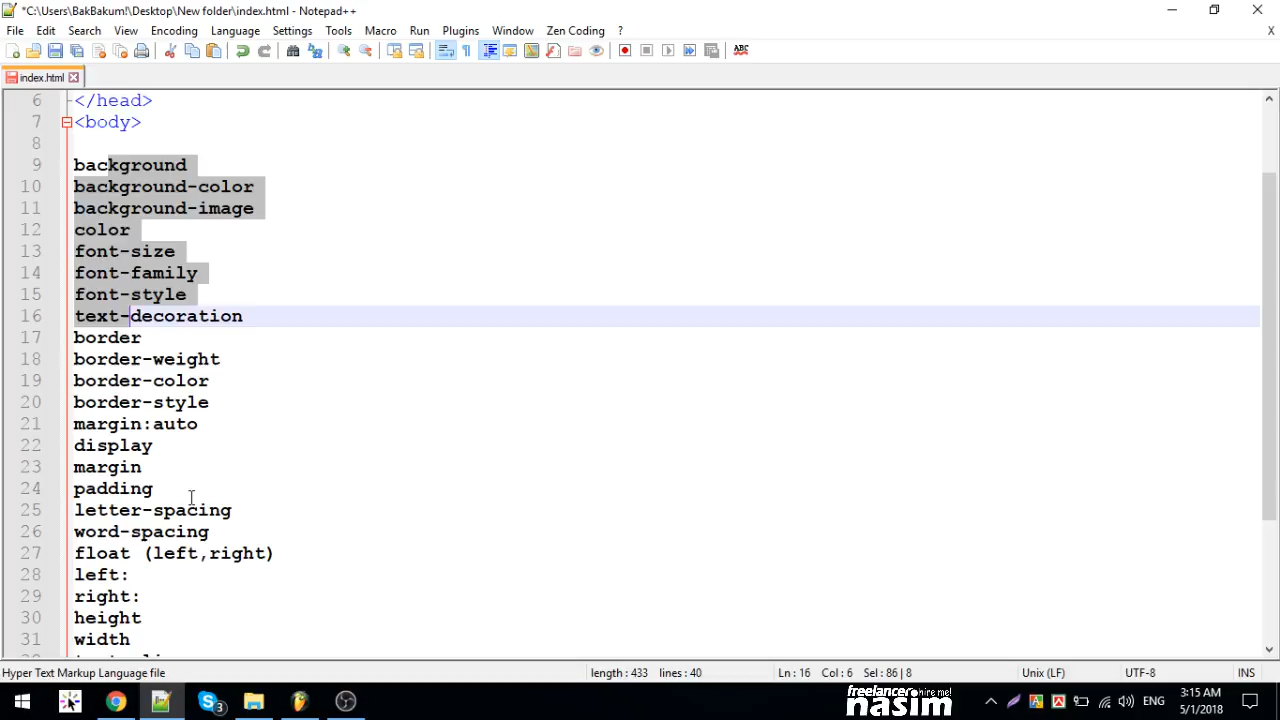 *C:\Users\BakBakum!\Desktop\New folder\index.html - Notepad++
File Edit Search View Encoding Language Settings Tools Macro Run Plugins Window Zen Coding ?
X
ABC
index.html
6 </head>
7 <body>
8
9 background
10 background-color
11 background-image
12 color
13 font-size
14 font-family
15 font-style
16 text-decoration
17 border
18 border-weight
19 border-color
20 border-style
21 margin:auto
22 display
23 margin
24 padding
25 letter-spacing
26 word-spacing
27 float (left,right)
28 left:
29 right:
30 height
31 width
Hyper Text Markup Language file length : 433 lines : 40 Ln : 16 Col : 6 Sel : 86 | 8 Unix (LF) UTF-8 INS
3
freelancer hire me!
nasim
ENG
3:15 AM
5/1/2018